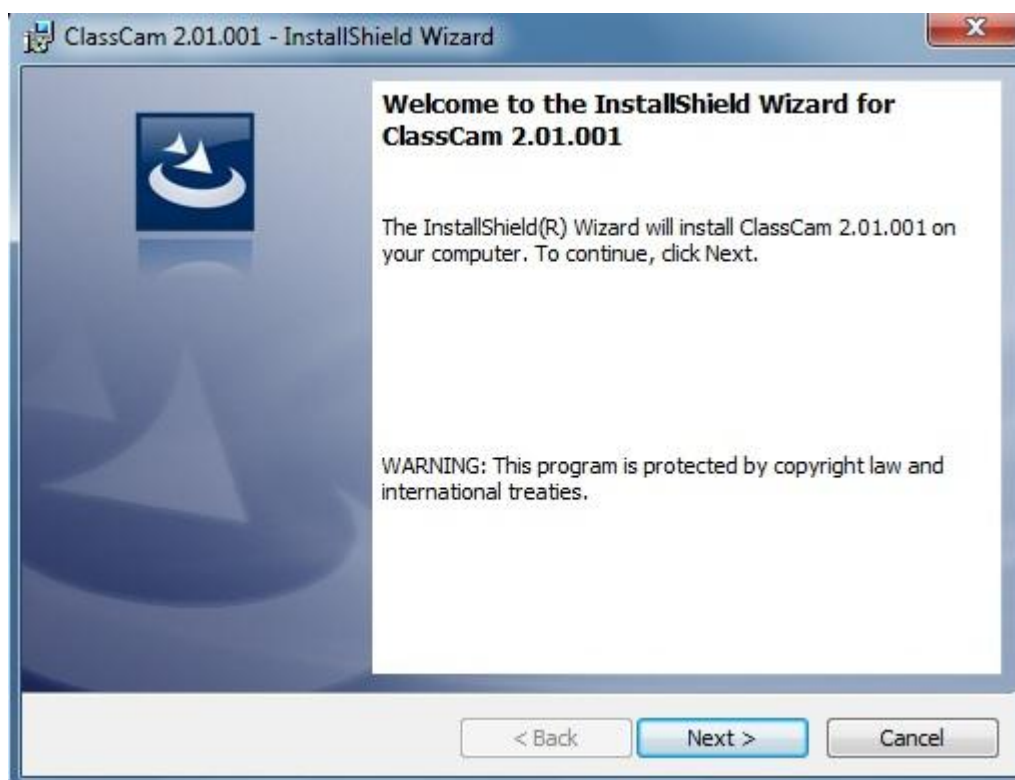 ClassCam 2.01.001 - InstallShield Wizard
Welcome to the InstallShield Wizard for
ClassCam 2.01.001
The InstallShield(R) Wizard will install ClassCam 2.01.001 on
your computer. To continue, click Next.
WARNING: This program is protected by copyright law and
international treaties.
< Back
Next >
Cancel